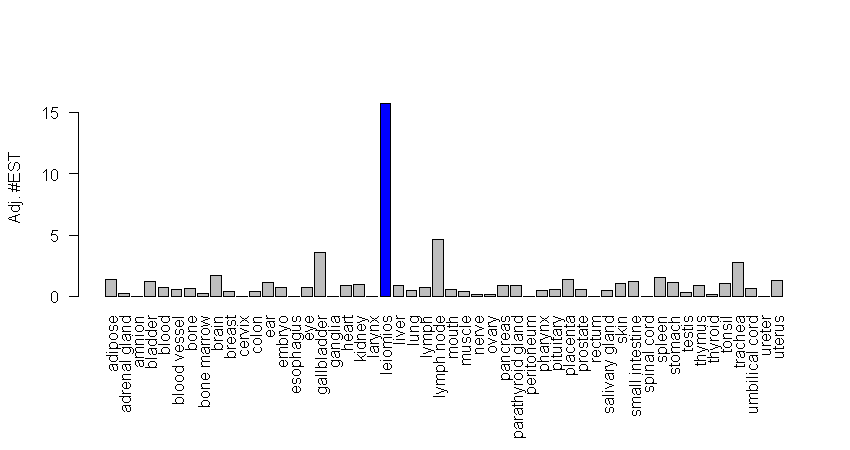 Adj. #EST
15
10
5
0
adipose
adrenal gland
amnion
bladder
blood
blood vessel
bone
bone marrow
brain
breast
cervix
colon
ear
embryo
esophagus
eye
gallbladder
ganglia
heart
kidney
larynx
leiomios
liver
lung
lymph
lymph node
mouth
muscle
nerve
ovary
pancreas
parathyroid gland
peritoneum
pharynx
pituitary
placenta
prostate
rectum
salivary gland
skin
small intestine
spinal cord
spleen
stomach
testis
thymus
thyroid
tonsil
trachea
umbilical cord
ureter
uterus